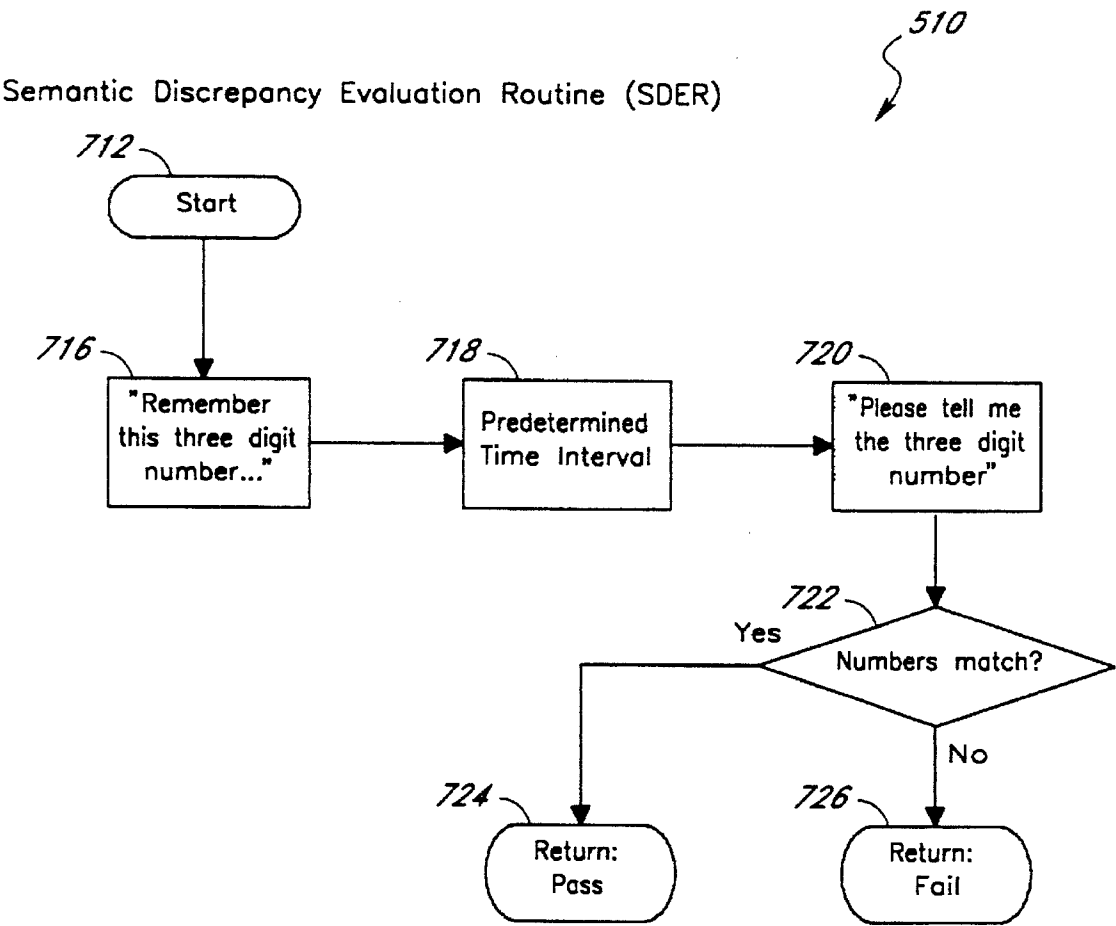 510
Semantic Discrepancy Evaluation Routine (SDER)
712
Start
716
"Remember
this three digit
number..."
718
Predetermined
Time Interval
720
"Please tell me
the three digit
number"
722
Yes
Numbers match?
No
724
Return:
Pass
726
Return:
Fail